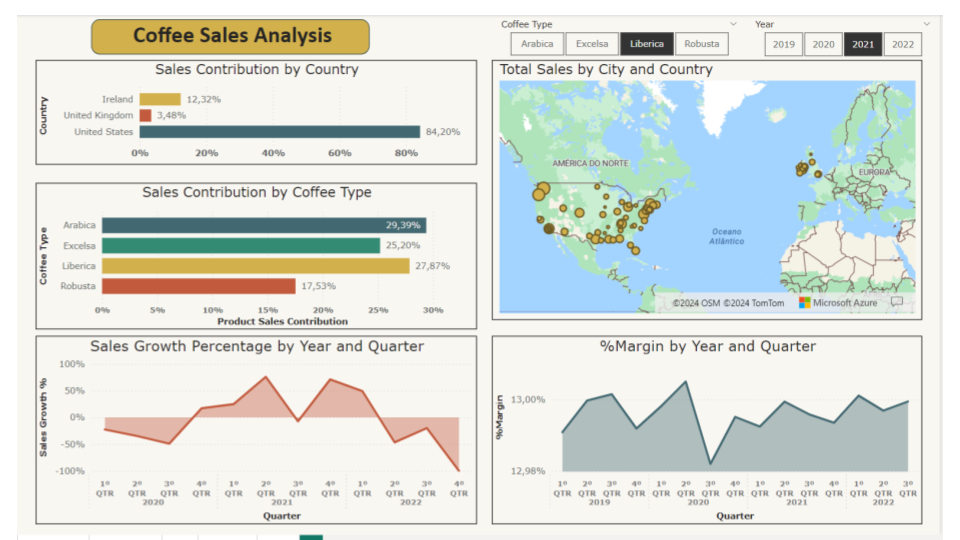 Coffee Sales Analysis
Coffee Type
Arabica Excelsa Liberica Robusta
Year
2019 2020 2021 2022
Sales Contribution by Country
Country
Ireland 12,32%
United Kingdom 3,48%
United States 84,20%
0% 20% 40% 60% 80%
Total Sales by City and Country
AMÉRICA DO NORTE
EUROPA
Oceano
Atlântico
©2024 OSM ©2024 TomTom Microsoft Azure
Sales Contribution by Coffee Type
Coffee Type
Arabica 29,39%
Excelsa 25,20%
Liberica 27,87%
Robusta 17,53%
0% 5% 10% 15% 20% 25% 30%
Product Sales Contribution
Sales Growth Percentage by Year and Quarter
Sales Growth %
100%
50%
0%
-50%
-100%
1º 2º 3º 4º 1º 2º 3º 4º 1º 2º 3º 4º
QTR QTR QTR QTR QTR QTR QTR QTR QTR QTR QTR QTR
2020 2021 2022
Quarter
%Margin by Year and Quarter
%Margin
13,00%
12,98%
1º 2º 3º 4º 1º 2º 3º 4º 1º 2º 3º 4º 1º 2º 3º
QTR QTR QTR QTR QTR QTR QTR QTR QTR QTR QTR QTR QTR QTR QTR
2019 2020 2021 2022
Quarter